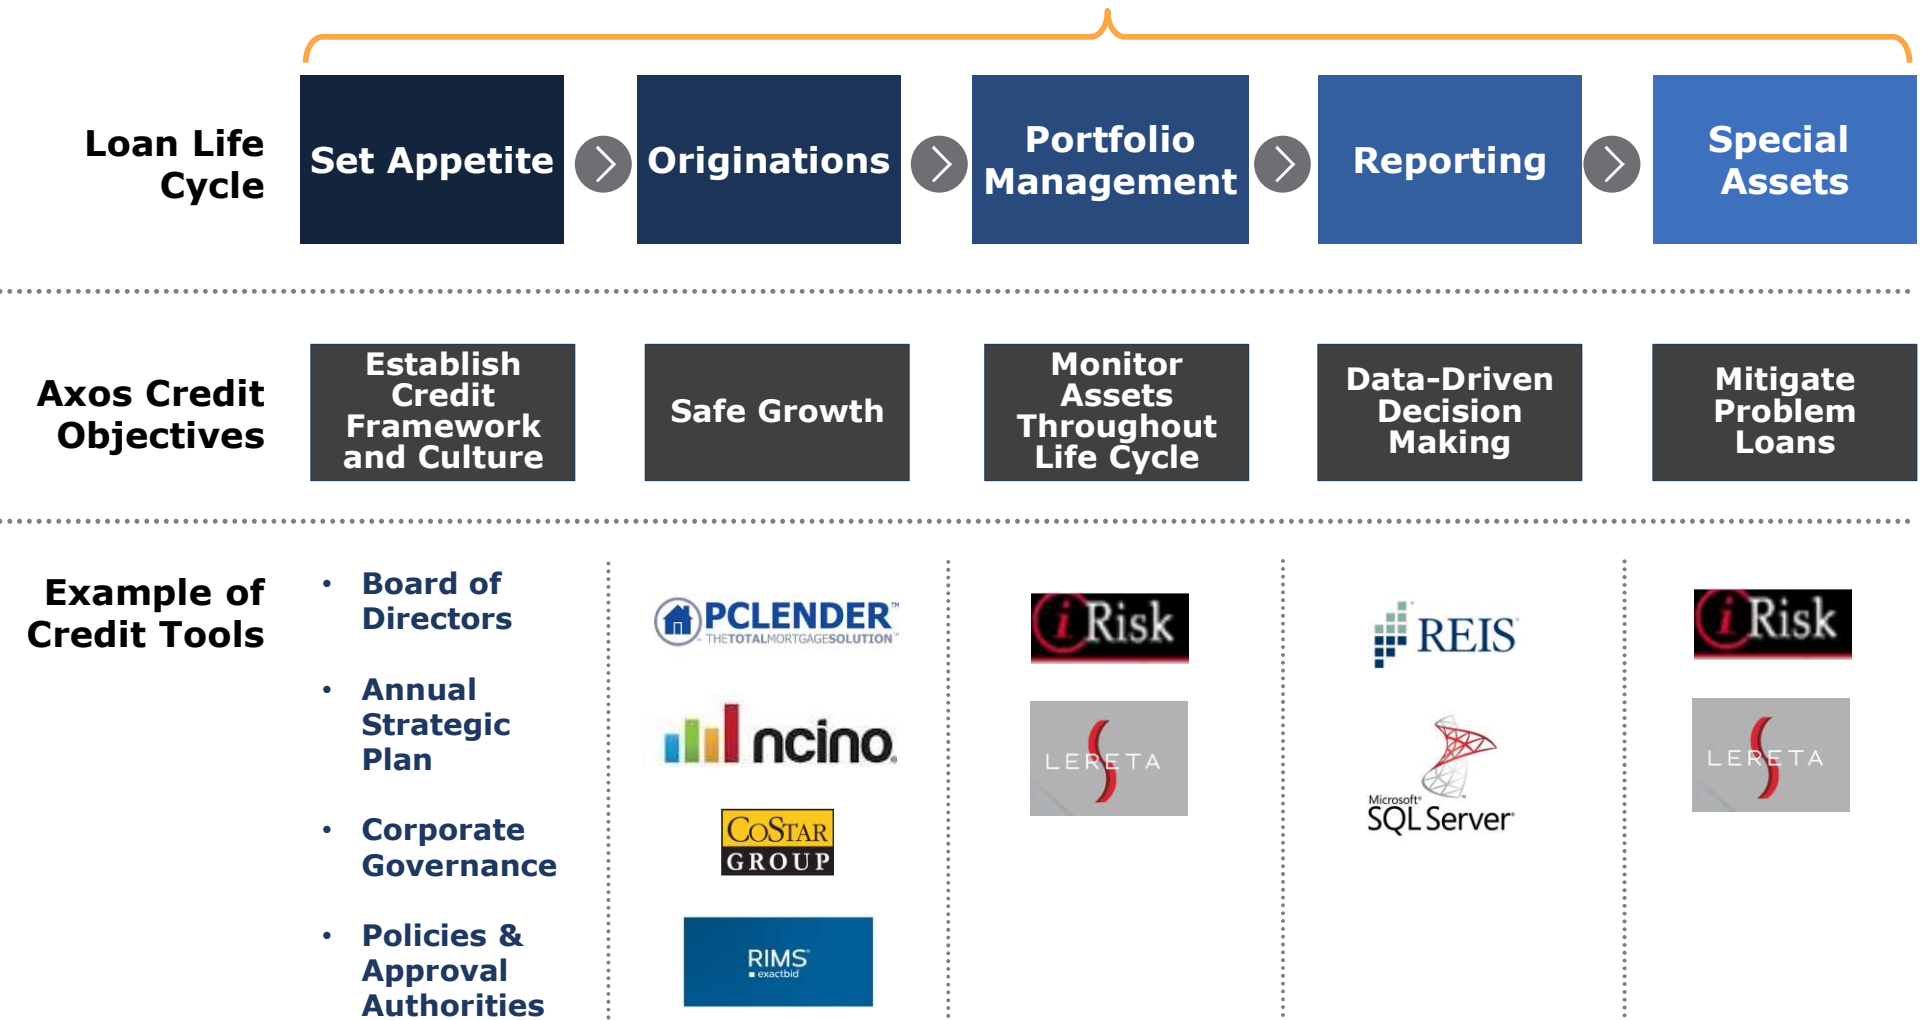 Loan Life
Cycle
Set Appetite
Originations
Portfolio
Management
Reporting
Special
Assets
Axos Credit
Objectives
Establish
Credit
Framework
and Culture
Safe Growth
Monitor
Assets
Throughout
Life Cycle
Data-Driven
Decision
Making
Mitigate
Problem
Loans
Example of
Credit Tools
• Board of
Directors
• Annual
Strategic
Plan
• Corporate
Governance
• Policies &
Approval
Authorities
PCLENDER™
THETOTALMORTGAGESOLUTION™
ncino®
COSTAR
GROUP
RIMS®
exactbid
iRisk
LERETA
REIS
Microsoft®
SQL Server®
iRisk
LERETA